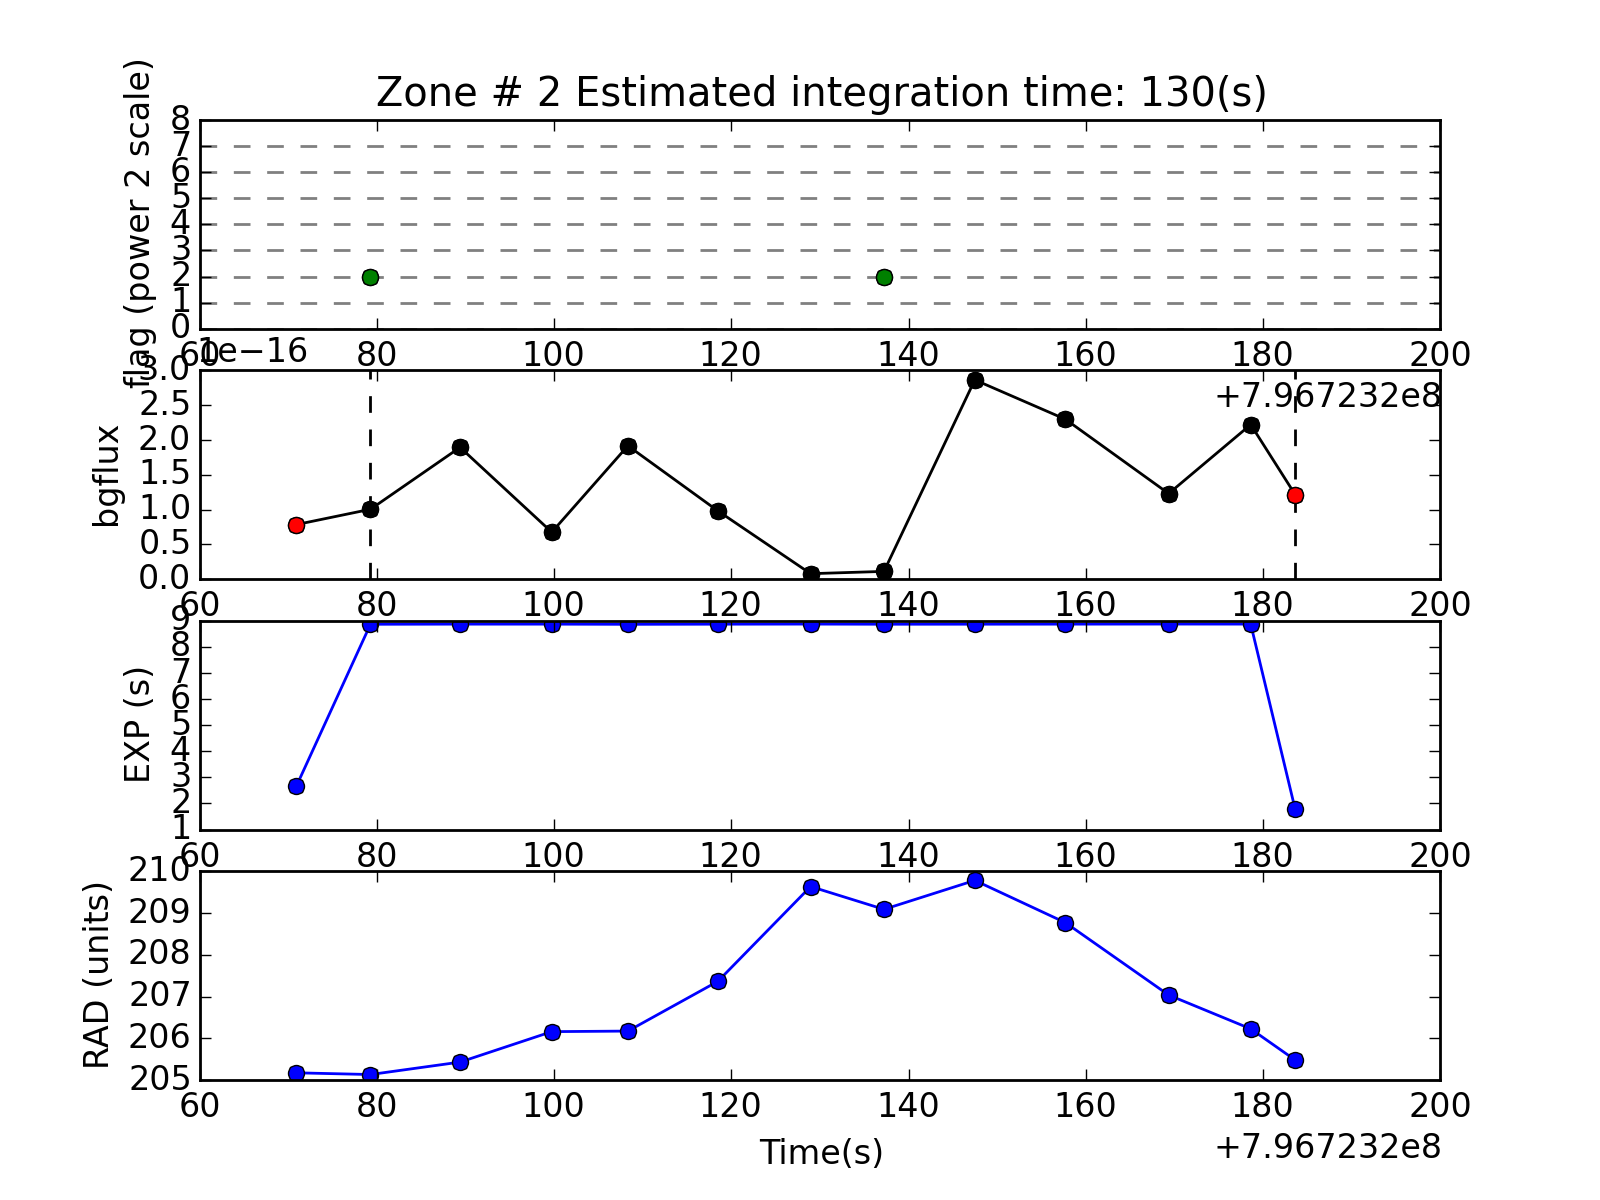 Zone # 2 Estimated integration time: 130(s)
flag (power 2 scale)
8
7
6
5
4
3
2
1
0
60 80 100 120 140 160 180 200
1e−16
+7.967232e8
bgflux
3.0
2.5
2.0
1.5
1.0
0.5
0.0
60 80 100 120 140 160 180 200
EXP (s)
9
8
7
6
5
4
3
2
1
60 80 100 120 140 160 180 200
RAD (units)
210
209
208
207
206
205
60 80 100 120 140 160 180 200
Time(s)
+7.967232e8